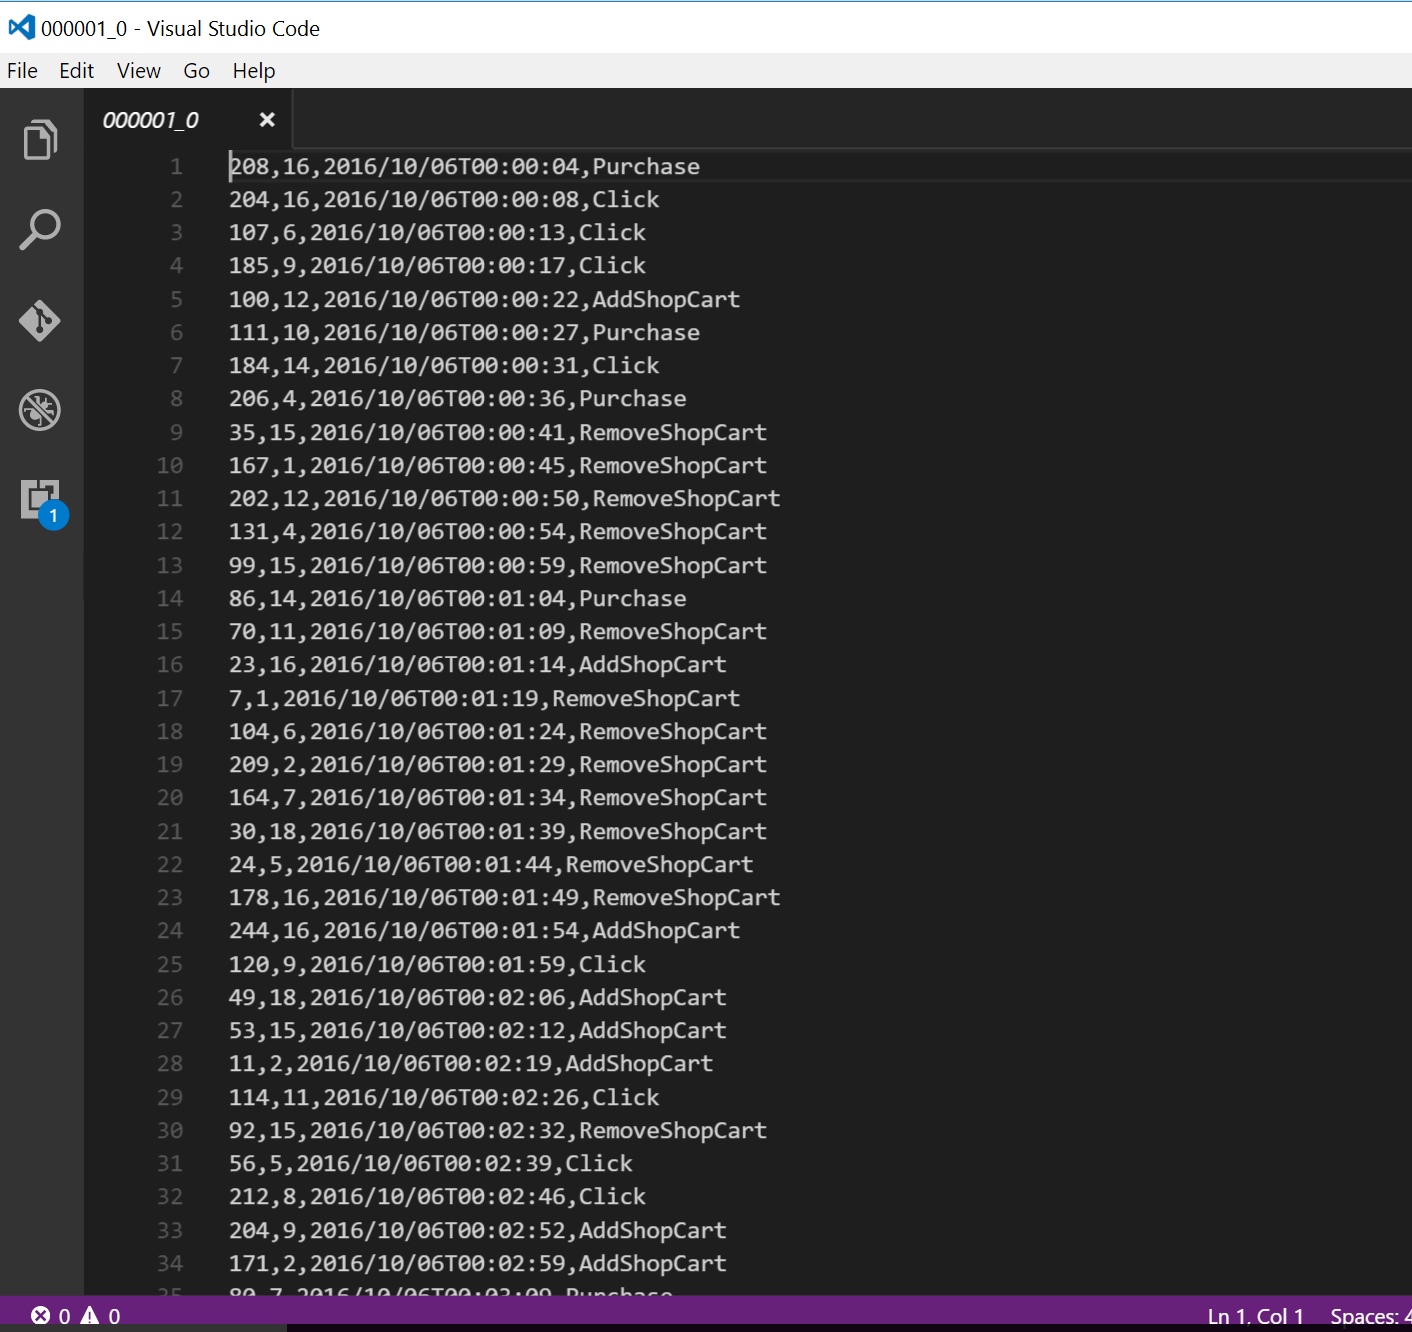 000001_0 - Visual Studio Code
File Edit View Go Help
000001_0
1 208,16,2016/10/06T00:00:04,Purchase
2 204,16,2016/10/06T00:00:08,Click
3 107,6,2016/10/06T00:00:13,Click
4 185,9,2016/10/06T00:00:17,Click
5 100,12,2016/10/06T00:00:22,AddShopCart
6 111,10,2016/10/06T00:00:27,Purchase
7 184,14,2016/10/06T00:00:31,Click
8 206,4,2016/10/06T00:00:36,Purchase
9 35,15,2016/10/06T00:00:41,RemoveShopCart
10 167,1,2016/10/06T00:00:45,RemoveShopCart
11 202,12,2016/10/06T00:00:50,RemoveShopCart
12 131,4,2016/10/06T00:00:54,RemoveShopCart
13 99,15,2016/10/06T00:00:59,RemoveShopCart
14 86,14,2016/10/06T00:01:04,Purchase
15 70,11,2016/10/06T00:01:09,RemoveShopCart
16 23,16,2016/10/06T00:01:14,AddShopCart
17 7,1,2016/10/06T00:01:19,RemoveShopCart
18 104,6,2016/10/06T00:01:24,RemoveShopCart
19 209,2,2016/10/06T00:01:29,RemoveShopCart
20 164,7,2016/10/06T00:01:34,RemoveShopCart
21 30,18,2016/10/06T00:01:39,RemoveShopCart
22 24,5,2016/10/06T00:01:44,RemoveShopCart
23 178,16,2016/10/06T00:01:49,RemoveShopCart
24 244,16,2016/10/06T00:01:54,AddShopCart
25 120,9,2016/10/06T00:01:59,Click
26 49,18,2016/10/06T00:02:06,AddShopCart
27 53,15,2016/10/06T00:02:12,AddShopCart
28 11,2,2016/10/06T00:02:19,AddShopCart
29 114,11,2016/10/06T00:02:26,Click
30 92,15,2016/10/06T00:02:32,RemoveShopCart
31 56,5,2016/10/06T00:02:39,Click
32 212,8,2016/10/06T00:02:46,Click
33 204,9,2016/10/06T00:02:52,AddShopCart
34 171,2,2016/10/06T00:02:59,AddShopCart
1
0 0 Ln 1, Col 1 Spaces: 4